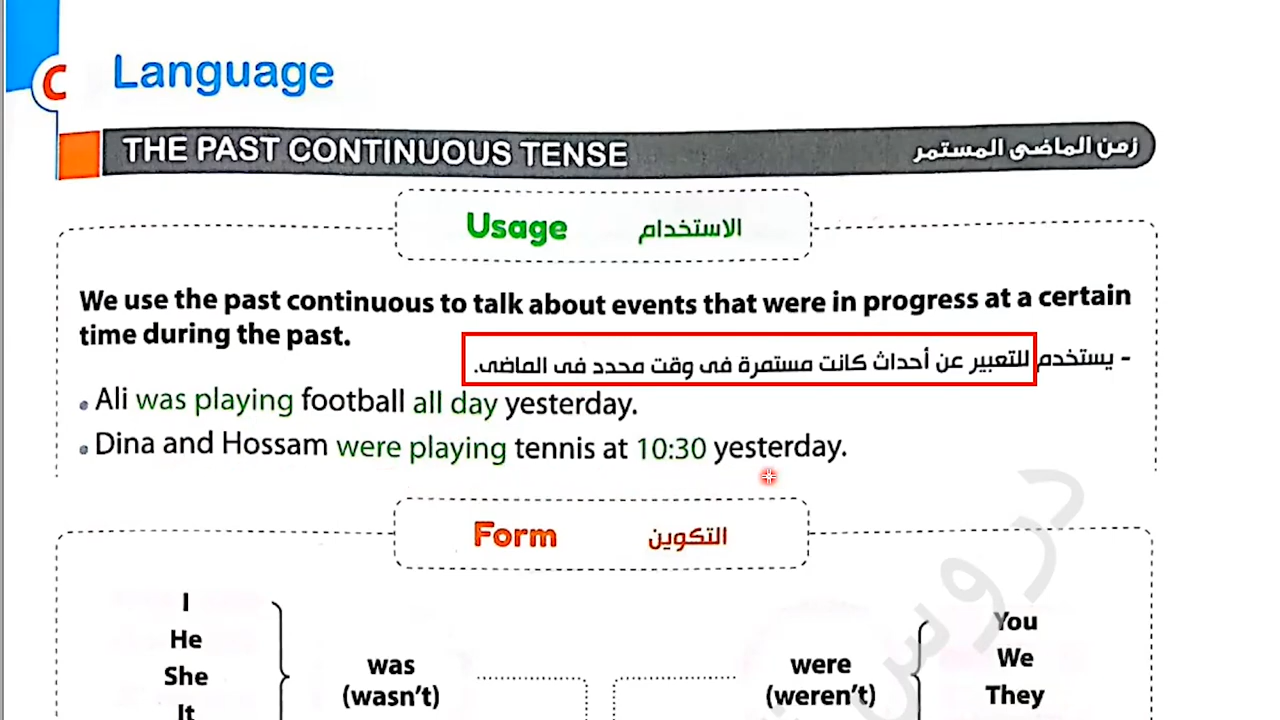 C Language
THE PAST CONTINUOUS TENSE زمن الماضى المستمر
Usage الاستخدام
We use the past continuous to talk about events that were in progress at a certain
time during the past.
- يستخدم للتعبير عن أحداث كانت مستمرة فى وقت محدد فى الماضى.
• Ali was playing football all day yesterday.
• Dina and Hossam were playing tennis at 10:30 yesterday.
Form التكوين
I
He
She
It
was
(wasn't)
were
(weren't)
You
We
They
دروس